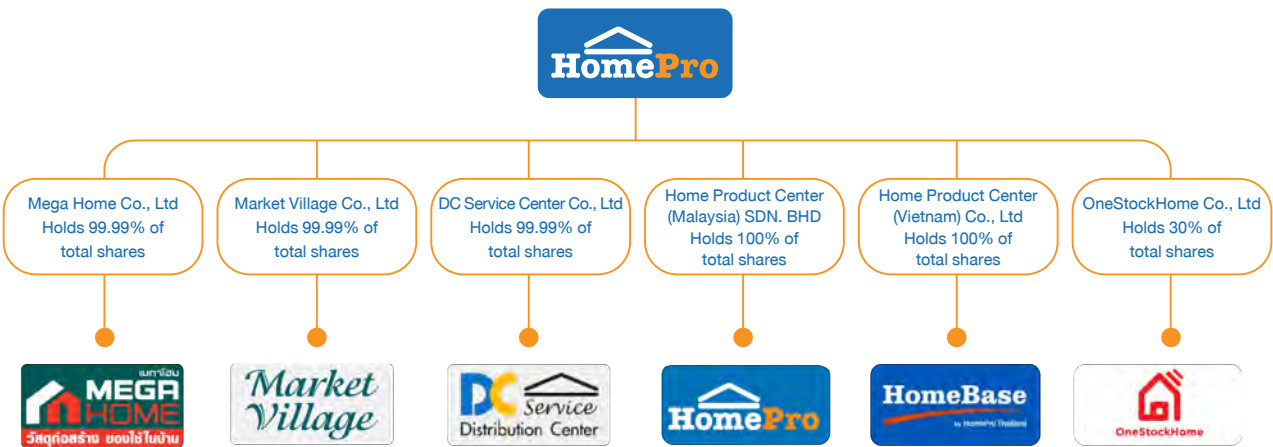 HomePro
Mega Home Co., Ltd
Holds 99.99% of
total shares
Market Village Co., Ltd
Holds 99.99% of
total shares
DC Service Center Co., Ltd
Holds 99.99% of
total shares
Home Product Center
(Malaysia) SDN. BHD
Holds 100% of
total shares
Home Product Center
(Vietnam) Co., Ltd
Holds 100% of
total shares
OneStockHome Co., Ltd
Holds 30% of
total shares
เมกาโฮม
MEGA
HOME
วัสดุก่อสร้าง ของใช้ในบ้าน
Market
Village
DC Service
Distribution Center
HomePro
HomeBase
by HomePro Thailand
OneStockHome